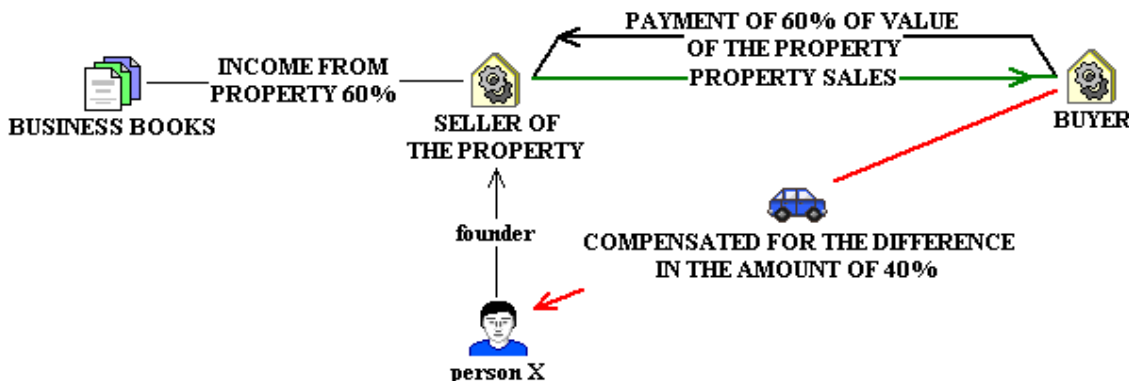 PAYMENT OF 60% OF VALUE
OF THE PROPERTY
INCOME FROM
PROPERTY 60%
PROPERTY SALES
BUSINESS BOOKS
SELLER OF
THE PROPERTY
BUYER
founder
COMPENSATED FOR THE DIFFERENCE
IN THE AMOUNT OF 40%
person X